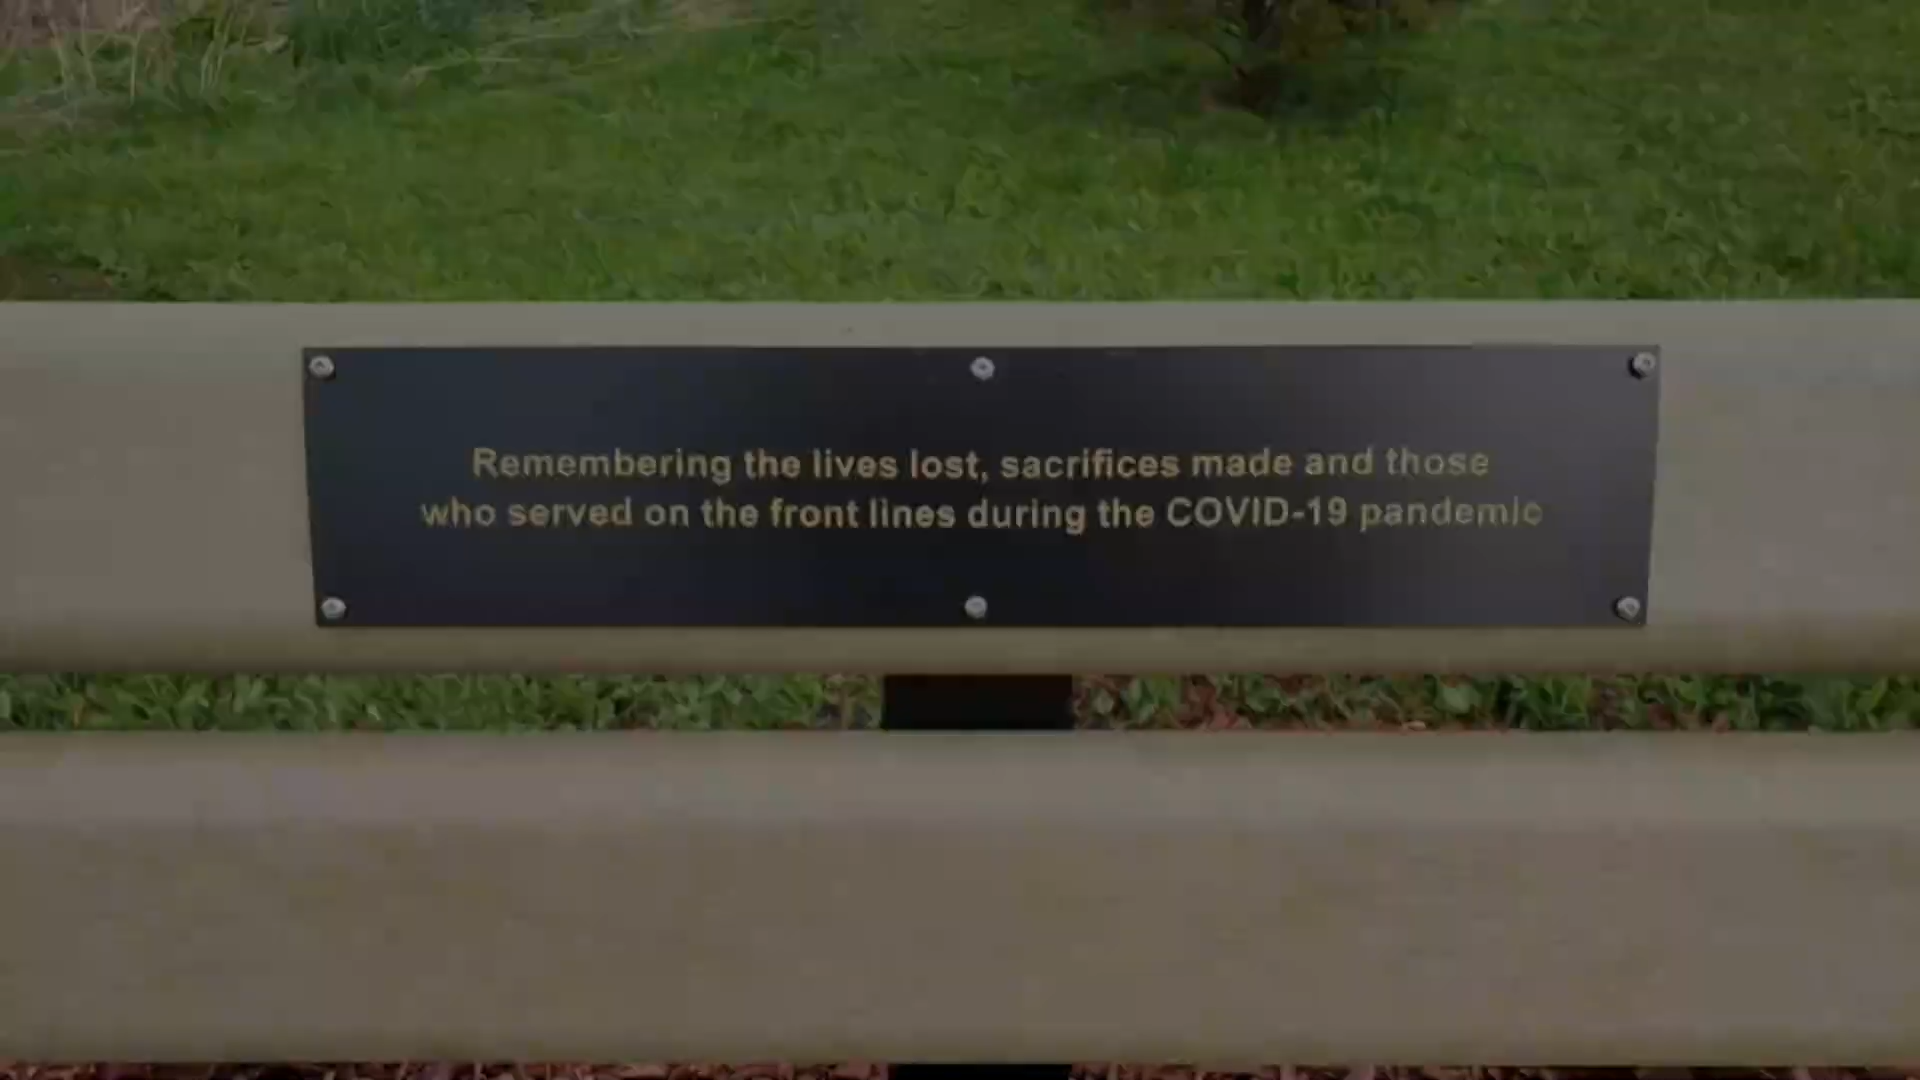 Remembering the lives lost, sacrifices made and those
who served on the front lines during the COVID-19 pandemic